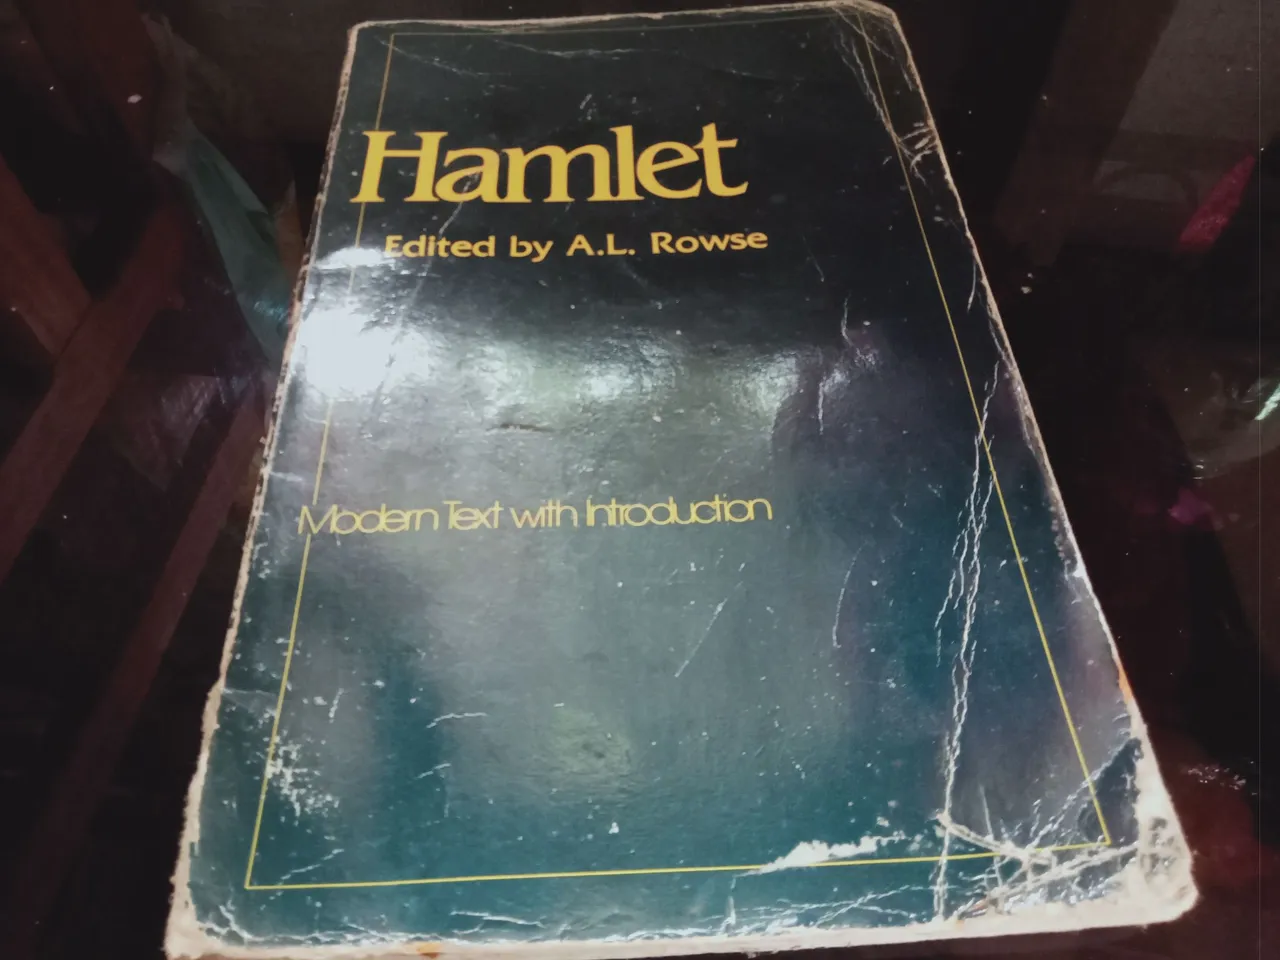 Hamlet
Edited by A.L. Rowse
Modern Text with Introduction